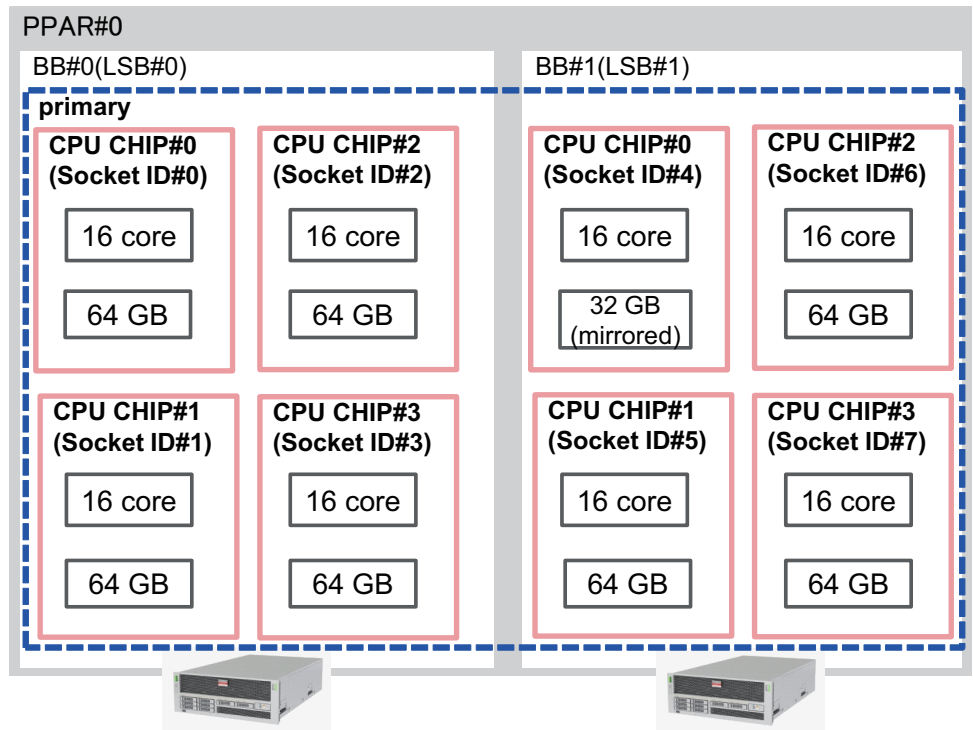 PPAR#0
BB#0(LSB#0)
primary
CPU CHIP#0
(Socket ID#0)
16 core
64 GB
CPU CHIP#2
(Socket ID#2)
16 core
64 GB
CPU CHIP#1
(Socket ID#1)
16 core
64 GB
CPU CHIP#3
(Socket ID#3)
16 core
64 GB
BB#1(LSB#1)
CPU CHIP#0
(Socket ID#4)
16 core
32 GB
(mirrored)
CPU CHIP#2
(Socket ID#6)
16 core
64 GB
CPU CHIP#1
(Socket ID#5)
16 core
64 GB
CPU CHIP#3
(Socket ID#7)
16 core
64 GB